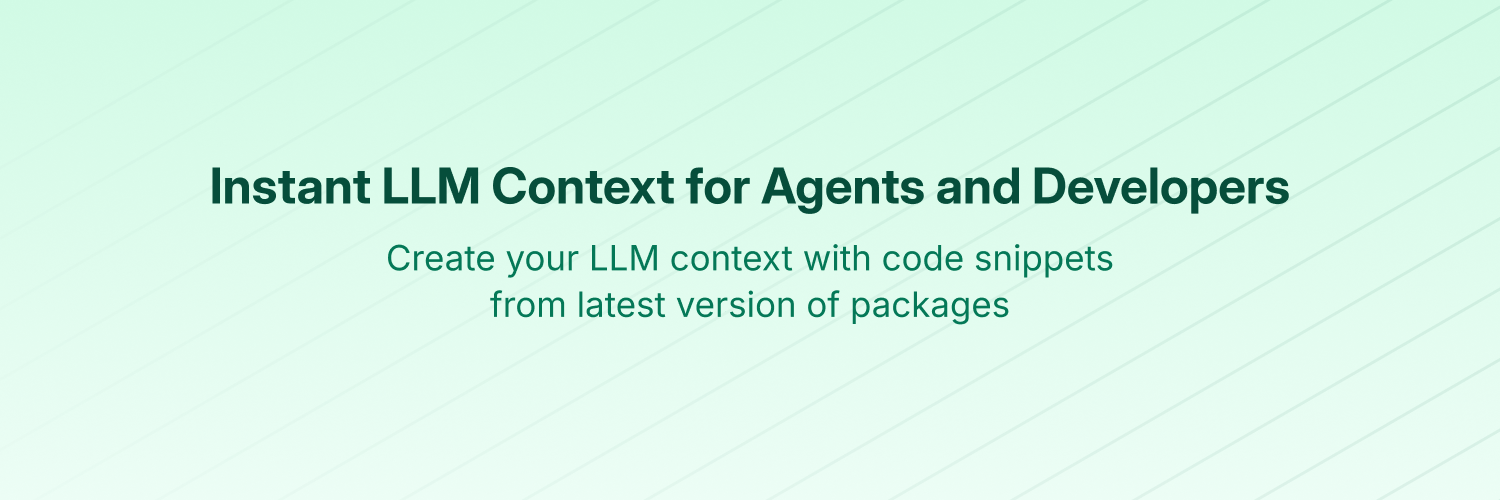 Instant LLM Context for Agents and Developers
Create your LLM context with code snippets
from latest version of packages